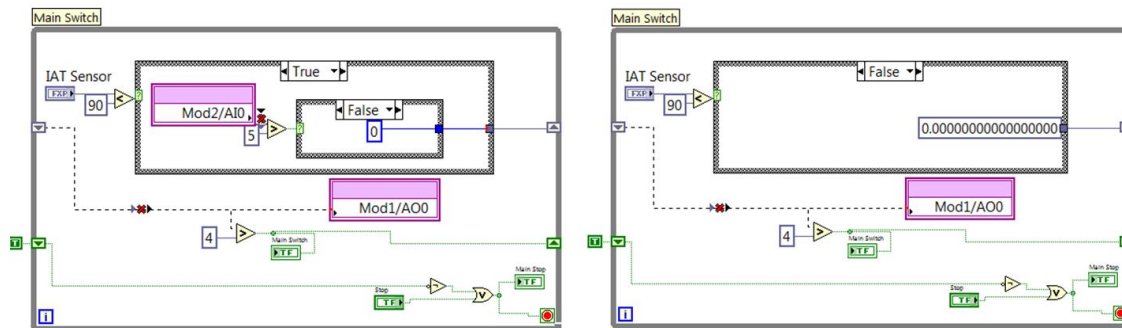 Main Switch
IAT Sensor
FXP
90
True
Mod2/AI0
5
False
0
Mod1/AO0
4
Main Switch
TF
T
Main Stop
TF
Stop
TF
i
Main Switch
IAT Sensor
FXP
90
False
0.00000000000000000
Mod1/AO0
4
Main Switch
TF
T
Main Stop
TF
Stop
TF
i